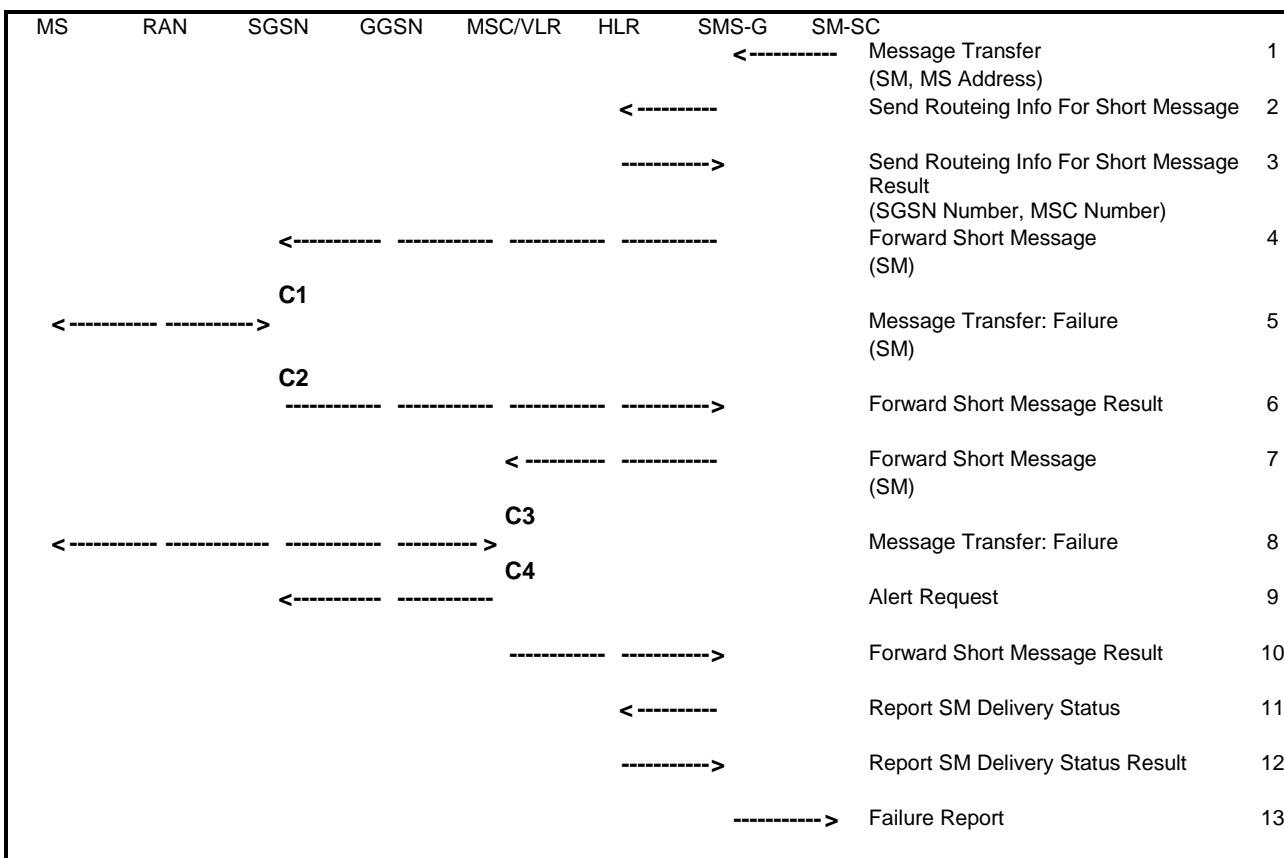 MS RAN SGSN GGSN MSC/VLR HLR SMS-G SM-SC
Message Transfer 1
(SM, MS Address)
Send Routeing Info For Short Message 2
Send Routeing Info For Short Message 3
Result
(SGSN Number, MSC Number)
Forward Short Message 4
(SM)
C1
Message Transfer: Failure 5
(SM)
C2
Forward Short Message Result 6
Forward Short Message 7
(SM)
C3
Message Transfer: Failure 8
C4
Alert Request 9
Forward Short Message Result 10
Report SM Delivery Status 11
Report SM Delivery Status Result 12
Failure Report 13